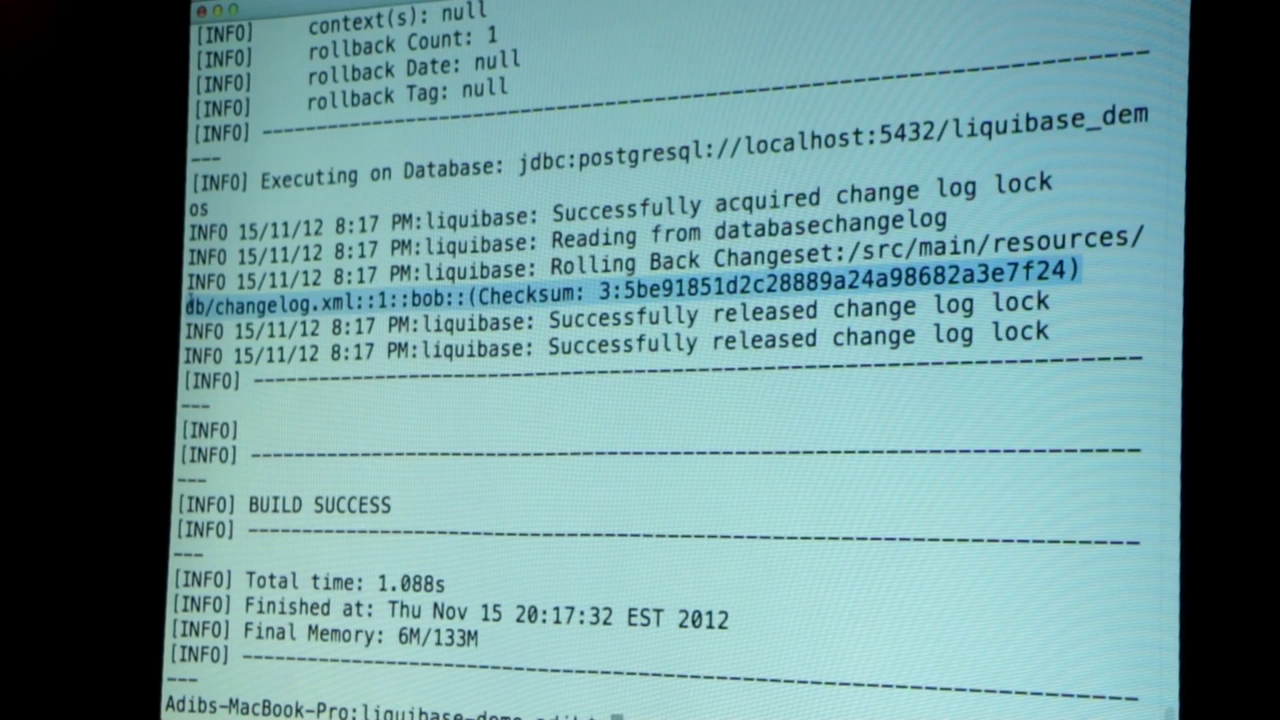 [INFO] context(s): null
[INFO] rollback Count: 1
[INFO] rollback Date: null
[INFO] rollback Tag: null
[INFO] ------------------------------------------------------------------------
---
[INFO] Executing on Database: jdbc:postgresql://localhost:5432/liquibase_dem
os
INFO 15/11/12 8:17 PM:liquibase: Successfully acquired change log lock
INFO 15/11/12 8:17 PM:liquibase: Reading from databasechangelog
INFO 15/11/12 8:17 PM:liquibase: Rolling Back Changeset:/src/main/resources/
db/changelog.xml::1::bob::(Checksum: 3:5be91851d2c28889a24a98682a3e7f24)
INFO 15/11/12 8:17 PM:liquibase: Successfully released change log lock
INFO 15/11/12 8:17 PM:liquibase: Successfully released change log lock
[INFO] ------------------------------------------------------------------------
---
[INFO]
[INFO] ------------------------------------------------------------------------
---
[INFO] BUILD SUCCESS
[INFO] ------------------------------------------------------------------------
---
[INFO] Total time: 1.088s
[INFO] Finished at: Thu Nov 15 20:17:32 EST 2012
[INFO] Final Memory: 6M/133M
[INFO] ------------------------------------------------------------------------
---
Adibs-MacBook-Pro:liquibase-demo